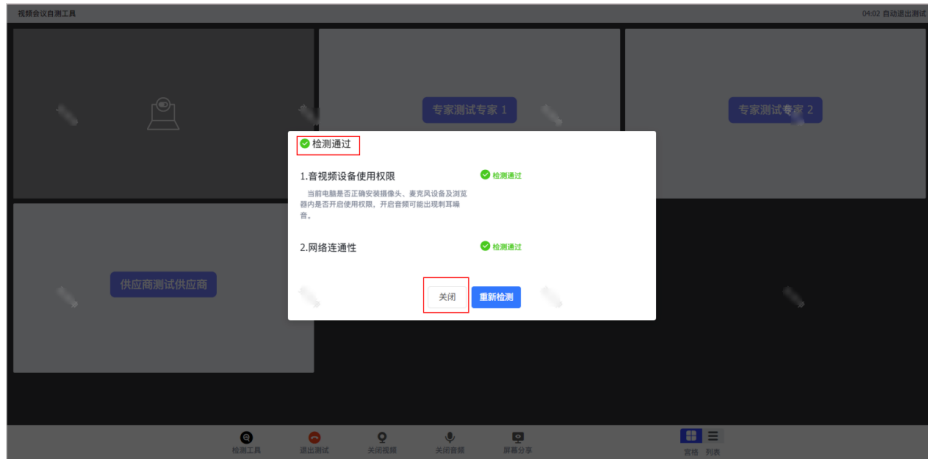 视频会议自测工具
04:02 自动退出测试
专家测试专家 1
专家测试专家 2
检测通过
1.音视频设备使用权限
检测通过
当前电脑是否正确安装摄像头、麦克风设备及浏览
器内是否开启使用权限。开启音频可能出现刺耳噪
音。
2.网络连通性
检测通过
供应商测试供应商
关闭
重新检测
检测工具
退出测试
关闭视频
关闭音频
屏幕分享
宫格
列表